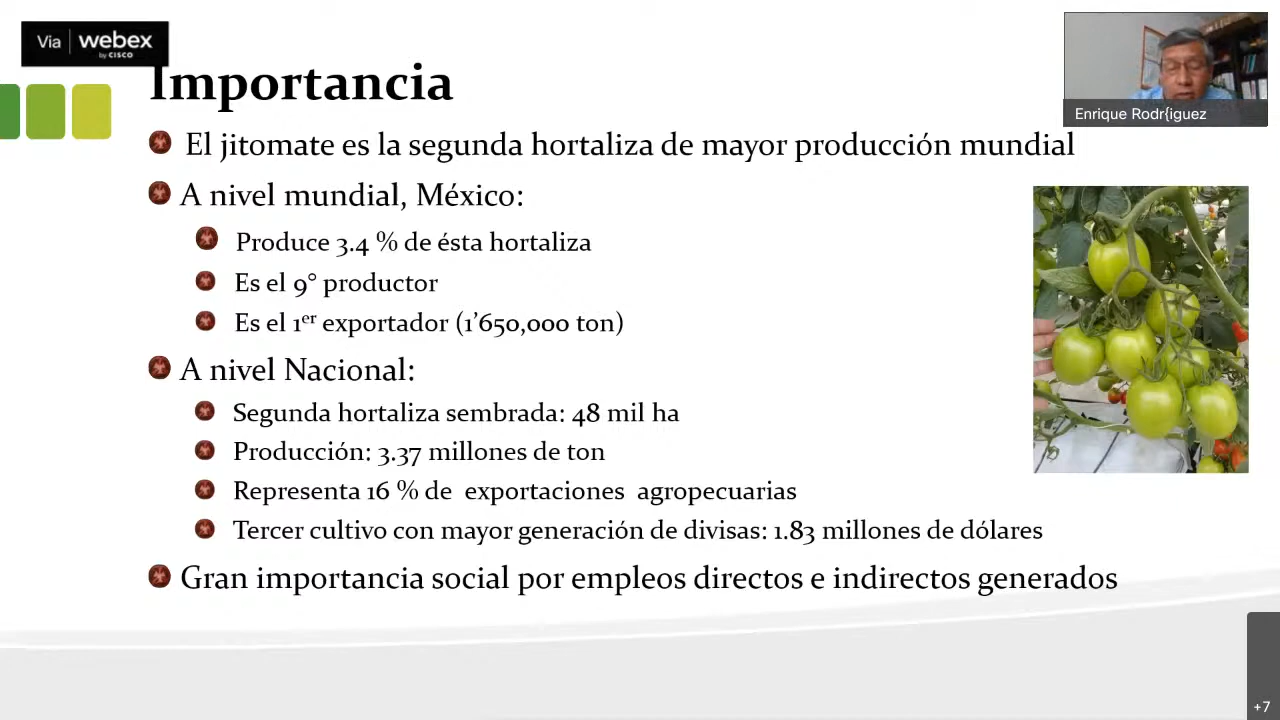 Via webex
by CISCO
Importancia
Enrique Rodr{iguez
El jitomate es la segunda hortaliza de mayor producción mundial
A nivel mundial, México:
Produce 3.4 % de ésta hortaliza
Es el 9° productor
Es el 1er exportador (1’650,000 ton)
A nivel Nacional:
Segunda hortaliza sembrada: 48 mil ha
Producción: 3.37 millones de ton
Representa 16 % de exportaciones agropecuarias
Tercer cultivo con mayor generación de divisas: 1.83 millones de dólares
Gran importancia social por empleos directos e indirectos generados
+7